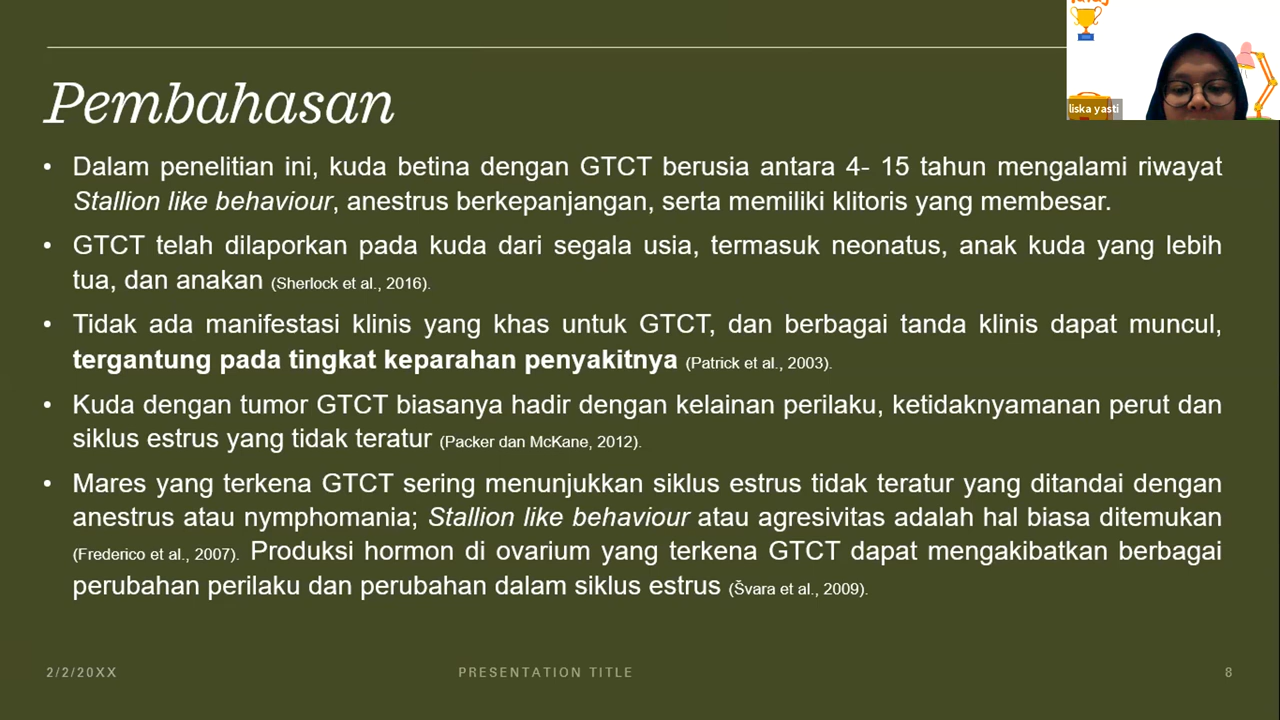 Pembahasan
liska yasti
• Dalam penelitian ini, kuda betina dengan GTCT berusia antara 4- 15 tahun mengalami riwayat
Stallion like behaviour, anestrus berkepanjangan, serta memiliki klitoris yang membesar.
• GTCT telah dilaporkan pada kuda dari segala usia, termasuk neonatus, anak kuda yang lebih
tua, dan anakan (Sherlock et al., 2016).
• Tidak ada manifestasi klinis yang khas untuk GTCT, dan berbagai tanda klinis dapat muncul,
tergantung pada tingkat keparahan penyakitnya (Patrick et al., 2003).
• Kuda dengan tumor GTCT biasanya hadir dengan kelainan perilaku, ketidaknyamanan perut dan
siklus estrus yang tidak teratur (Packer dan McKane, 2012).
• Mares yang terkena GTCT sering menunjukkan siklus estrus tidak teratur yang ditandai dengan
anestrus atau nymphomania; Stallion like behaviour atau agresivitas adalah hal biasa ditemukan
(Frederico et al., 2007). Produksi hormon di ovarium yang terkena GTCT dapat mengakibatkan berbagai
perubahan perilaku dan perubahan dalam siklus estrus (Švara et al., 2009).
2/2/20XX
PRESENTATION TITLE
8